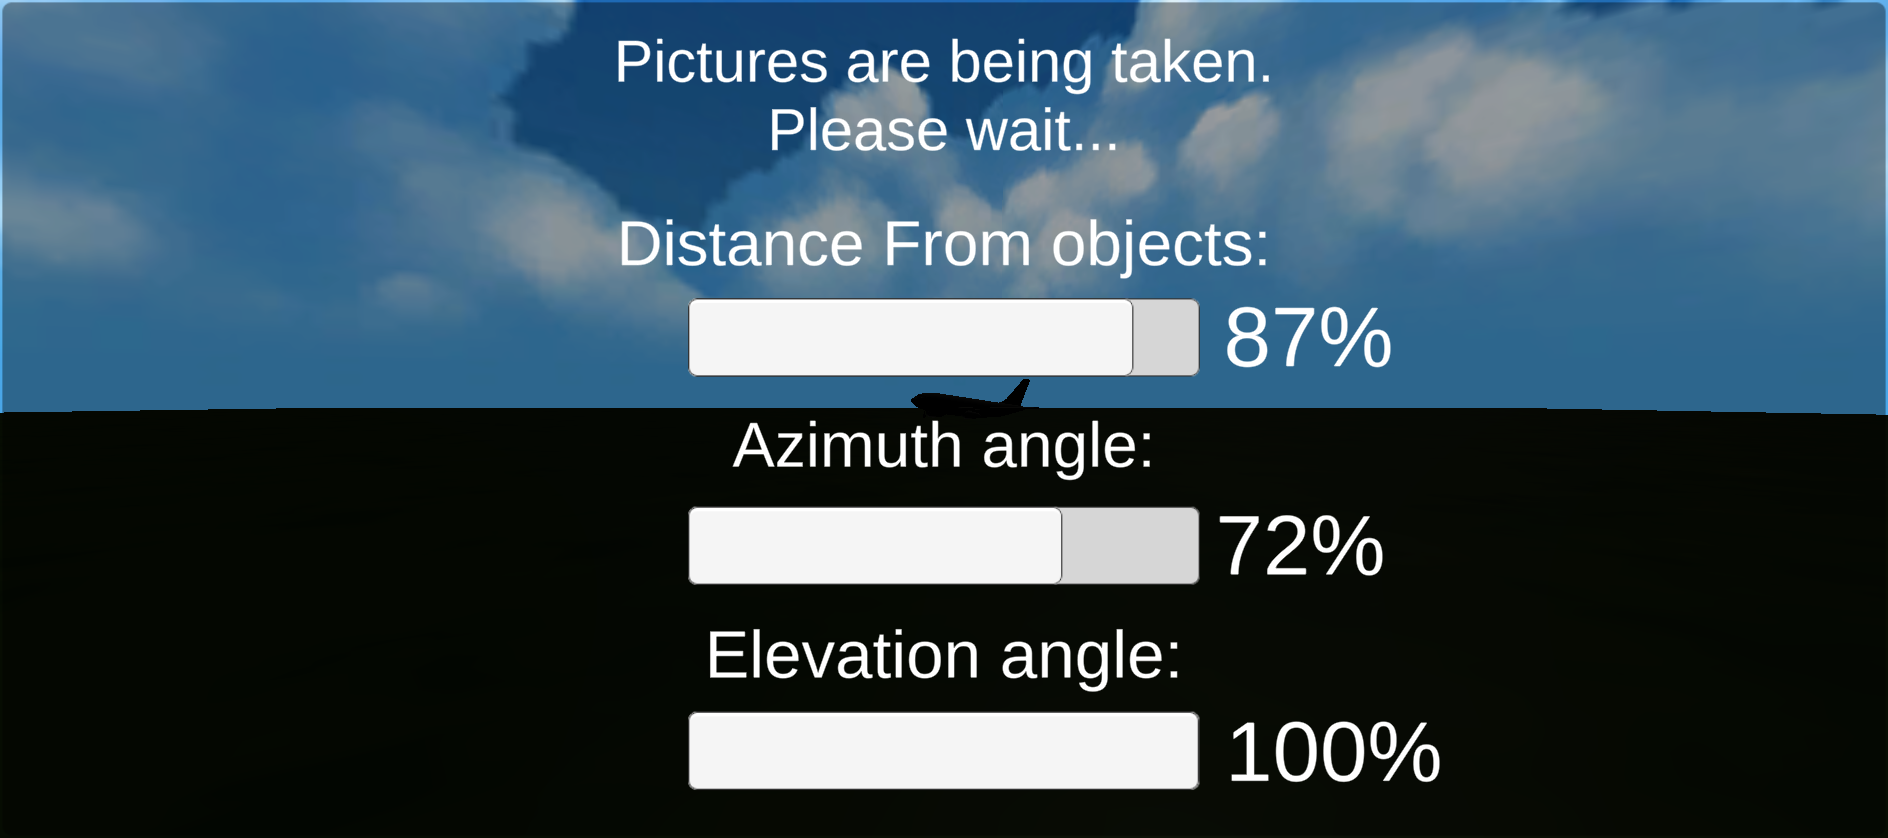 Pictures are being taken.
Please wait...
Distance From objects:
87%
Azimuth angle:
72%
Elevation angle:
100%